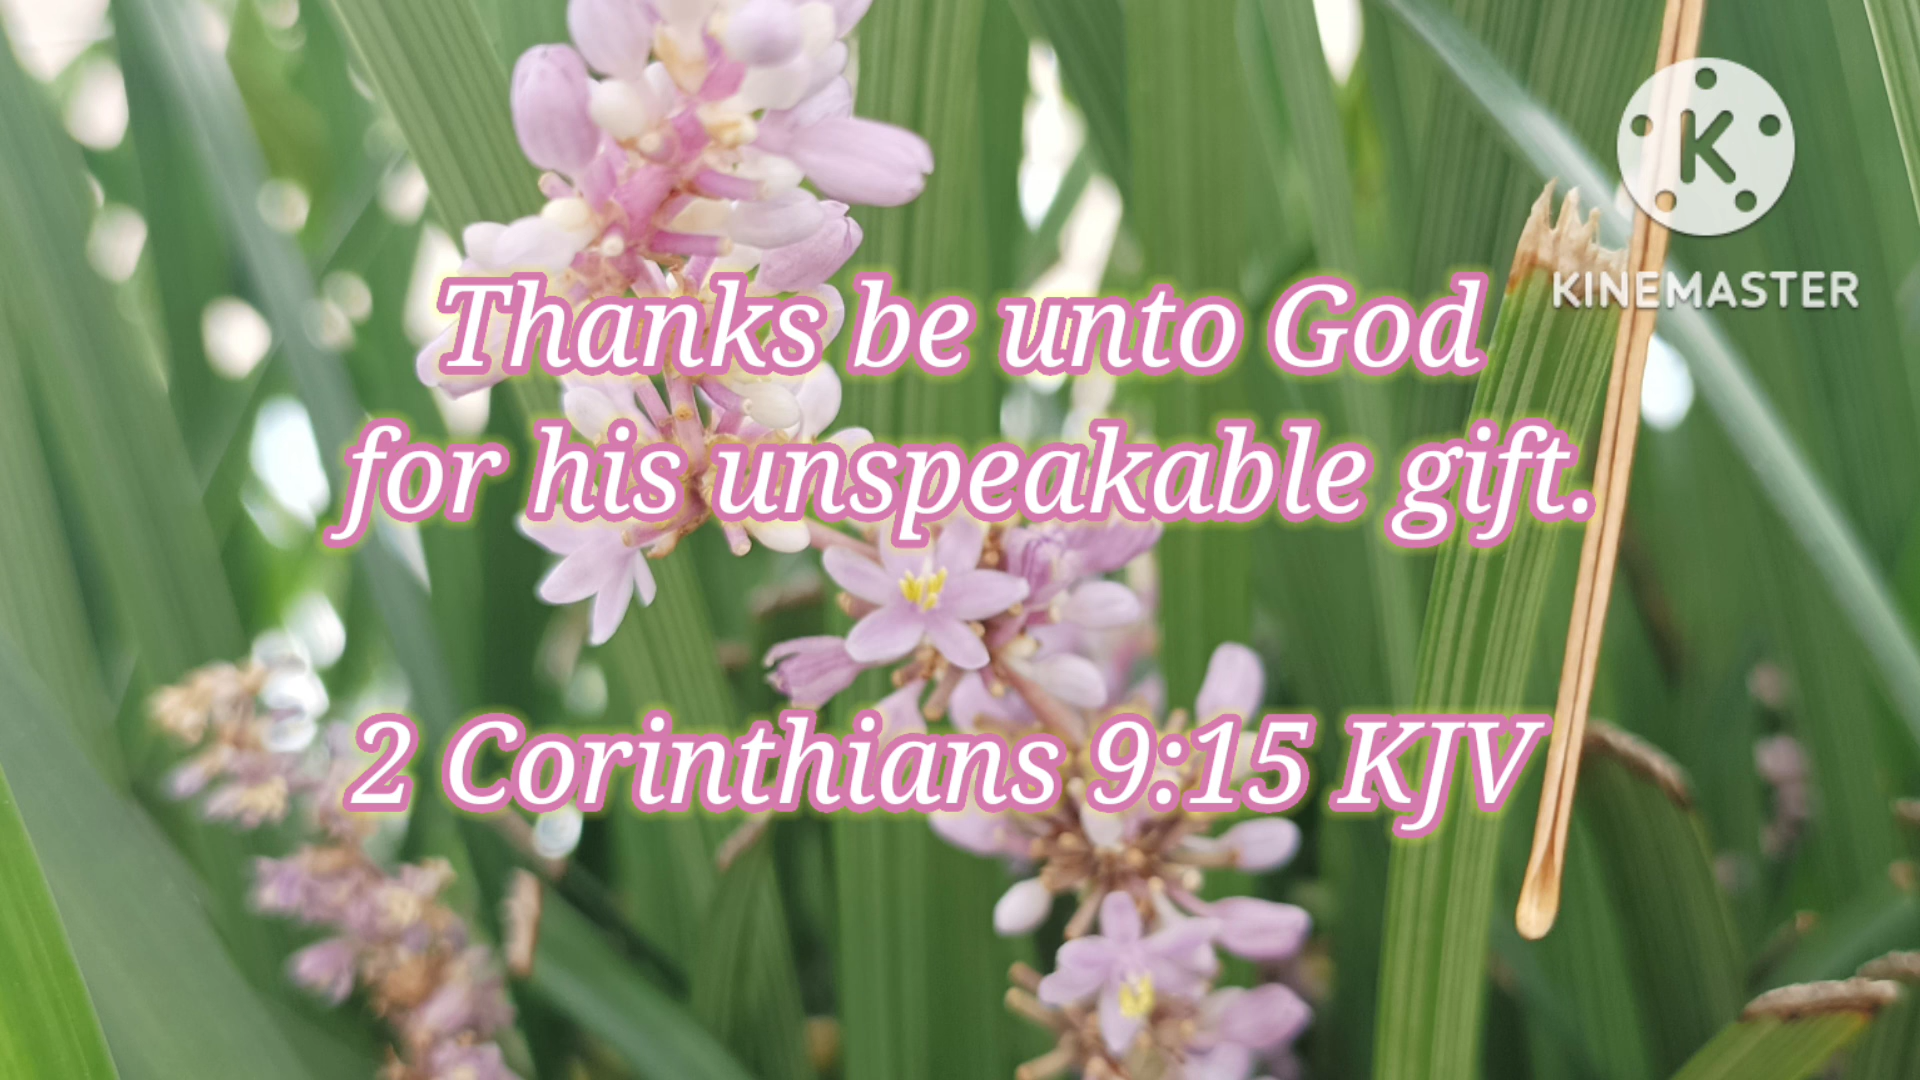 K
KINEMASTER
Thanks be unto God
for his unspeakable gift.
2 Corinthians 9:15 KJV